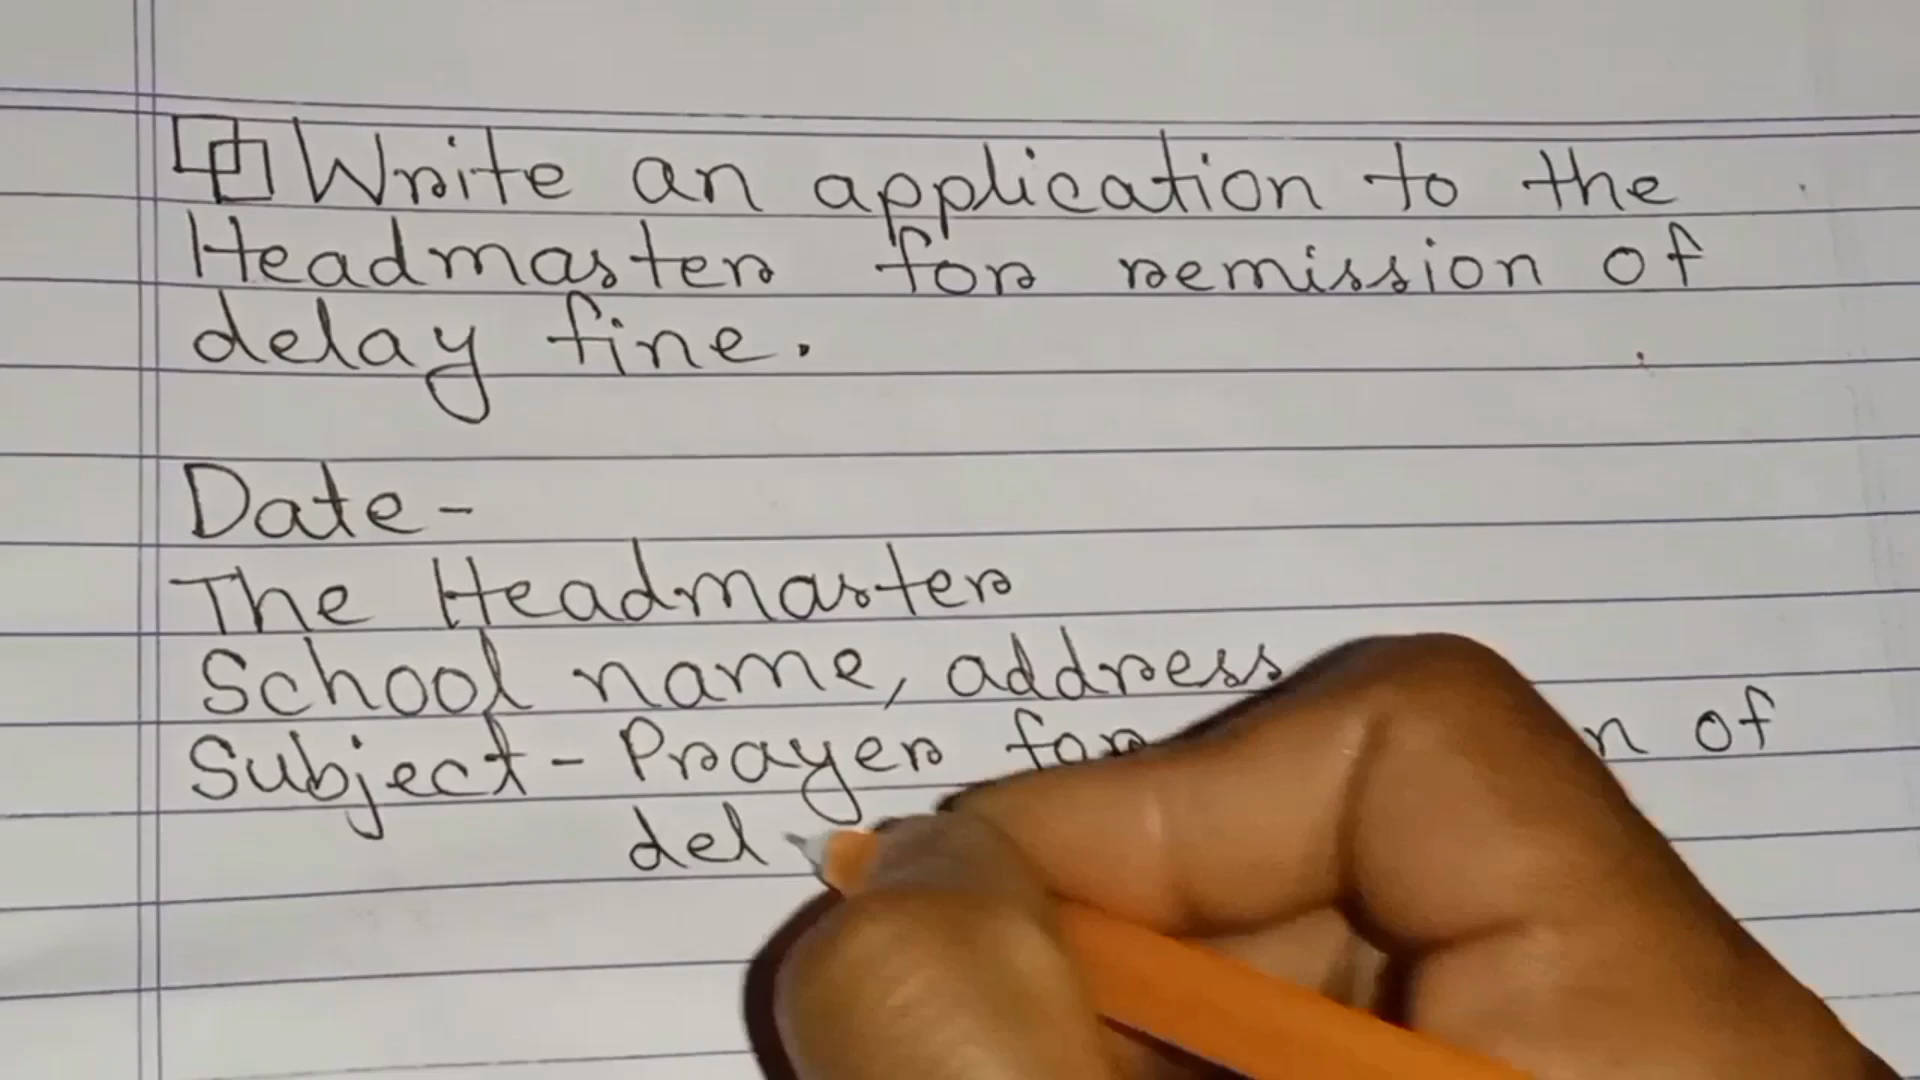 Write an application to the
Headmaster for remission of
delay fine.
Date-
The Headmaster
School name, address
Subject - Prayer for n of
del